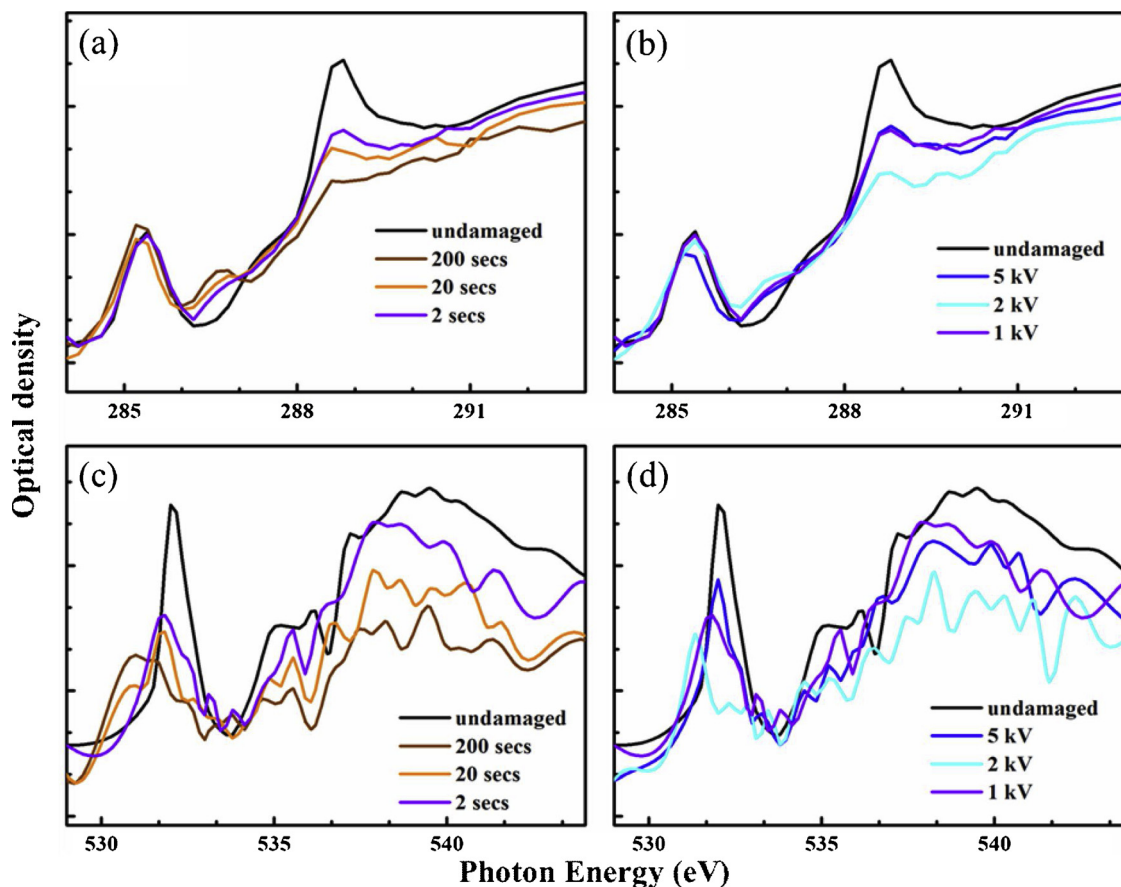 (a)
undamaged
200 secs
20 secs
2 secs
285
288
291
(b)
undamaged
5 kV
2 kV
1 kV
285
288
291
Optical density
(c)
undamaged
200 secs
20 secs
2 secs
530
535
540
(d)
undamaged
5 kV
2 kV
1 kV
530
535
540
Photon Energy (eV)